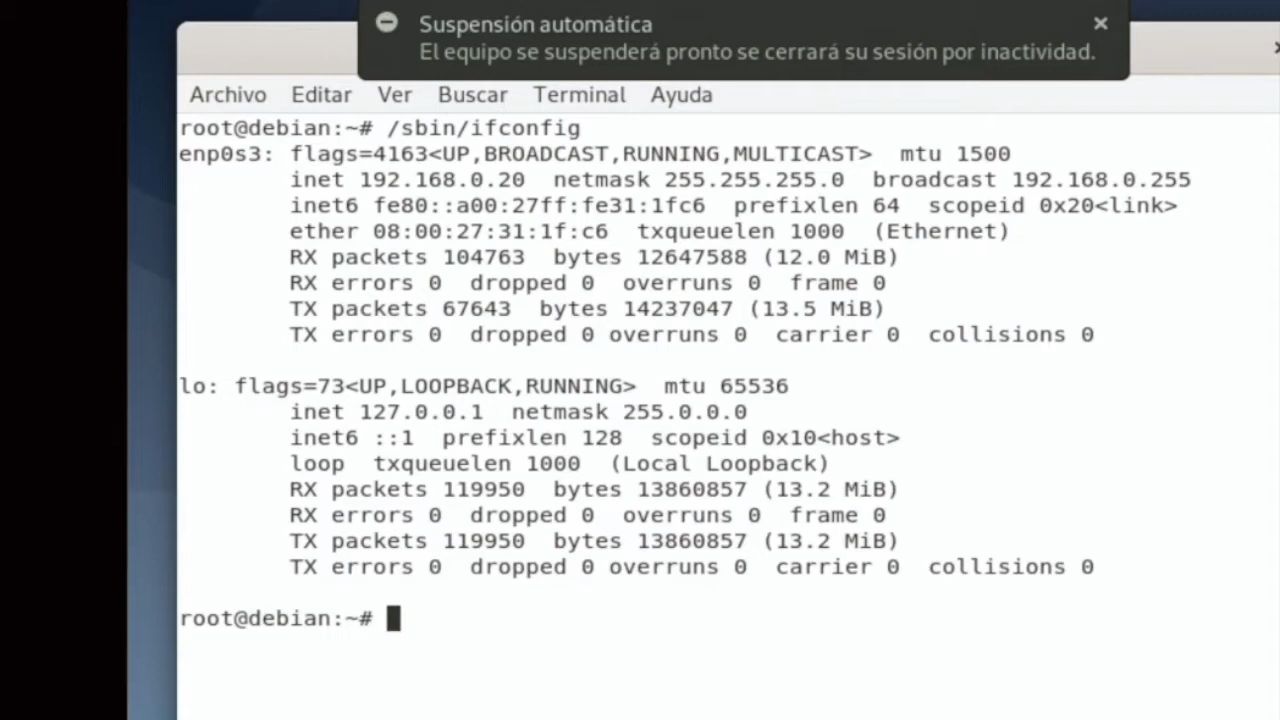 Suspensión automática
El equipo se suspenderá pronto se cerrará su sesión por inactividad.
Archivo Editar Ver Buscar Terminal Ayuda
root@debian:~# /sbin/ifconfig
enp0s3: flags=4163<UP,BROADCAST,RUNNING,MULTICAST>  mtu 1500
        inet 192.168.0.20  netmask 255.255.255.0  broadcast 192.168.0.255
        inet6 fe80::a00:27ff:fe31:1fc6  prefixlen 64  scopeid 0x20<link>
        ether 08:00:27:31:1f:c6  txqueuelen 1000  (Ethernet)
        RX packets 104763  bytes 12647588 (12.0 MiB)
        RX errors 0  dropped 0  overruns 0  frame 0
        TX packets 67643  bytes 14237047 (13.5 MiB)
        TX errors 0  dropped 0 overruns 0  carrier 0  collisions 0
lo: flags=73<UP,LOOPBACK,RUNNING>  mtu 65536
        inet 127.0.0.1  netmask 255.0.0.0
        inet6 ::1  prefixlen 128  scopeid 0x10<host>
        loop  txqueuelen 1000  (Local Loopback)
        RX packets 119950  bytes 13860857 (13.2 MiB)
        RX errors 0  dropped 0  overruns 0  frame 0
        TX packets 119950  bytes 13860857 (13.2 MiB)
        TX errors 0  dropped 0 overruns 0  carrier 0  collisions 0
root@debian:~#